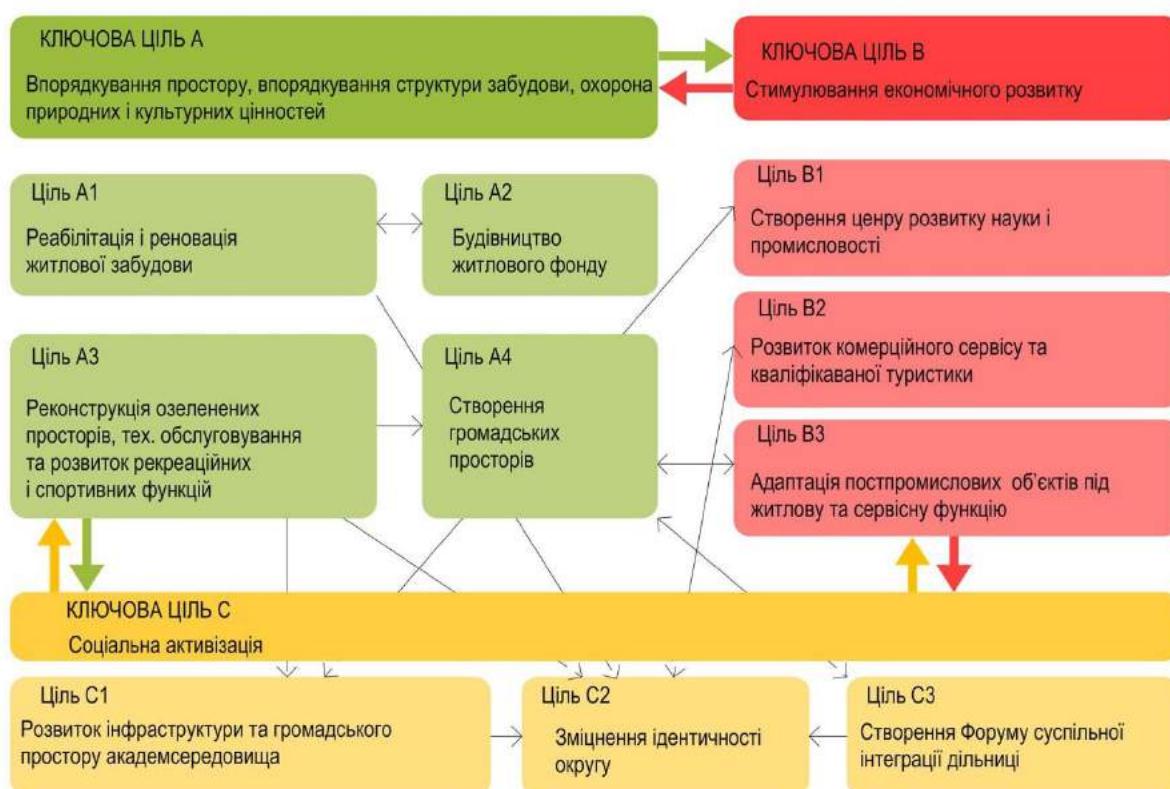 КЛЮЧОВА ЦІЛЬ А
Впорядкування простору, впорядкування структури забудови, охорона
природних і культурних цінностей
КЛЮЧОВА ЦІЛЬ В
Стимулювання економічного розвитку
Ціль А1
Реабілітація і реновація
житлової забудови
Ціль А2
Будівництво
житлового фонду
Ціль В1
Створення ценру розвитку науки і
промисловості
Ціль В2
Розвиток комерційного сервісу та
кваліфікаваної туристики
Ціль А3
Реконструкція озеленених
просторів, тех. обслуговування
та розвиток рекреаційних
і спортивних функцій
Ціль А4
Створення
громадських
просторів
Ціль В3
Адаптація постпромислових об’єктів під
житлову та сервісну функцію
КЛЮЧОВА ЦІЛЬ С
Соціальна активізація
Ціль С1
Розвиток інфраструктури та громадського
простору академсередовища
Ціль С2
Зміцнення ідентичності
округу
Ціль С3
Створення Форуму суспільної
інтеграції дільниці